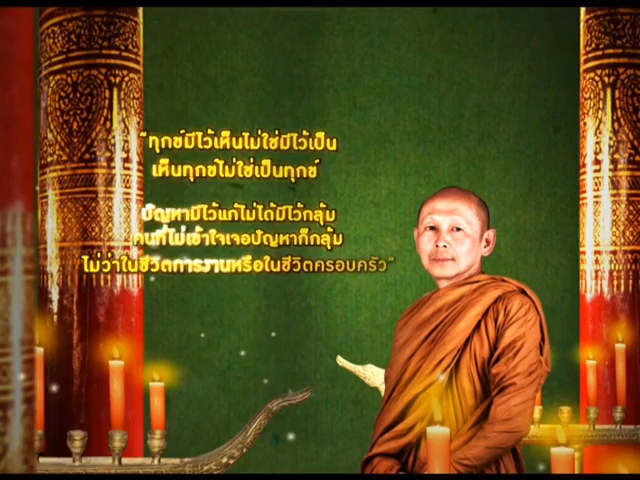 “ทุกข์มีไว้เห็นไม่ใช่มีไว้เป็น
เห็นทุกข์ไม่ใช่เป็นทุกข์
ปัญหามีไว้แก้ไม่ได้มีไว้กลุ้ม
คนที่ไม่เข้าใจเจอปัญหาก็กลุ้ม
ไม่ว่าในชีวิตการงานหรือในชีวิตครอบครัว”